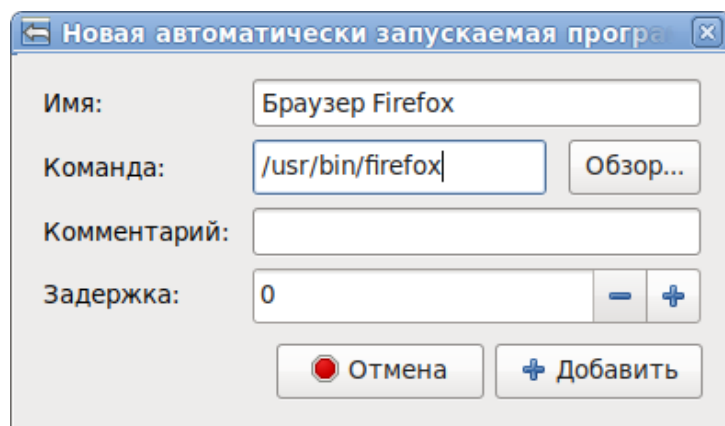 Новая автоматически запускаемая програ
Имя: Браузер Firefox
Команда: /usr/bin/firefox Обзор...
Комментарий:
Задержка: 0
Отмена Добавить